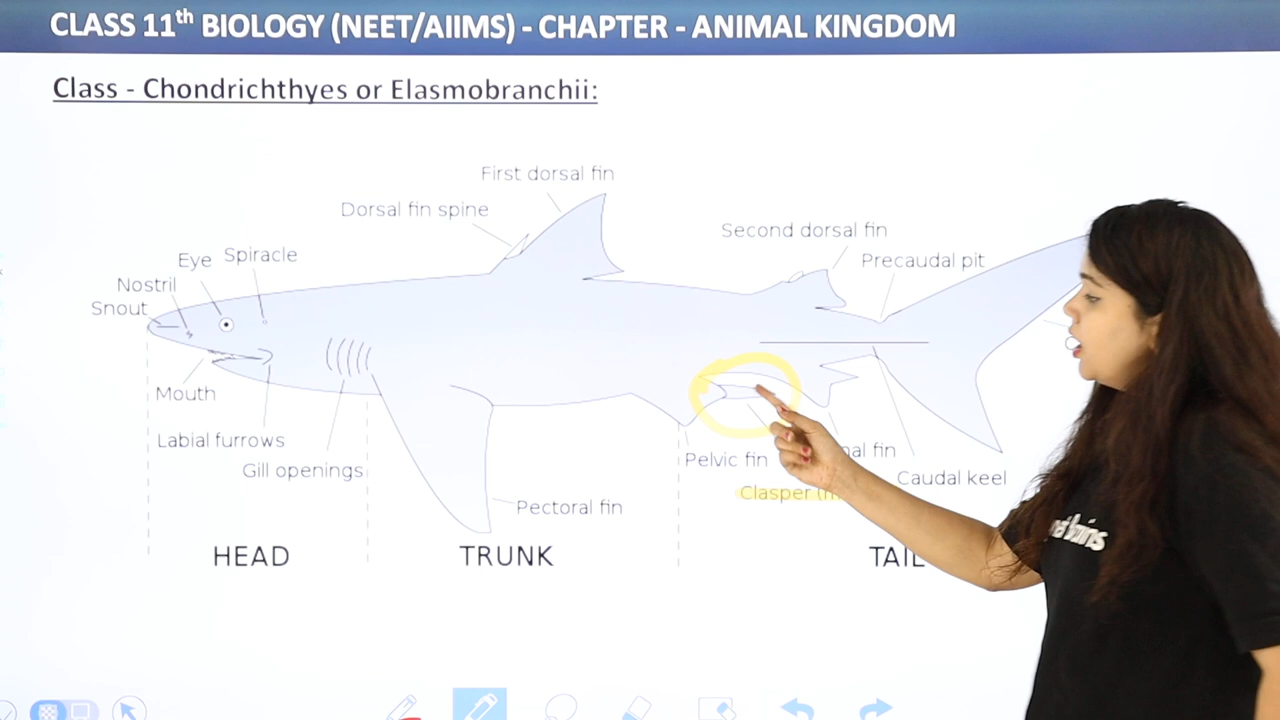 CLASS 11th BIOLOGY (NEET/AIIMS) - CHAPTER - ANIMAL KINGDOM
Class - Chondrichthyes or Elasmobranchii:
First dorsal fin
Dorsal fin spine
Second dorsal fin
Eye
Spiracle
Precaudal pit
Nostril
Snout
Mouth
Labial furrows
Gill openings
Pelvic fin
fin
Caudal keel
Clasper
Pectoral fin
HEAD
TRUNK
TAIL